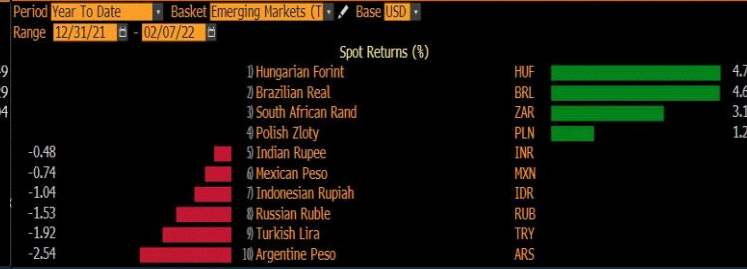 Period Year To Date Basket Emerging Markets (T Base USD
Range 12/31/21 - 02/07/22
Spot Returns (%)
1) Hungarian Forint HUF 4.7
2) Brazilian Real BRL 4.6
3) South African Rand ZAR 3.1
4) Polish Zloty PLN 1.2
-0.48 5) Indian Rupee INR
-0.74 6) Mexican Peso MXN
-1.04 7) Indonesian Rupiah IDR
-1.53 8) Russian Ruble RUB
-1.92 9) Turkish Lira TRY
-2.54 10) Argentine Peso ARS